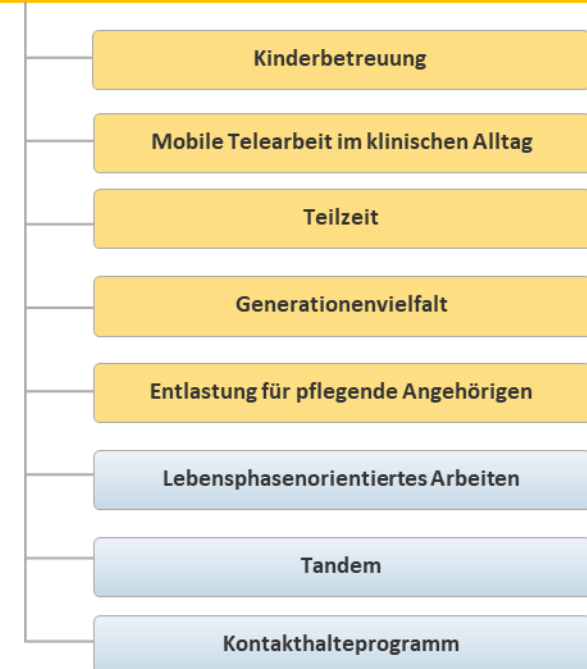 Kinderbetreuung
Mobile Telearbeit im klinischen Alltag
Teilzeit
Generationenvielfalt
Entlastung für pflegende Angehörigen
Lebensphasenorientiertes Arbeiten
Tandem
Kontakthalteprogramm